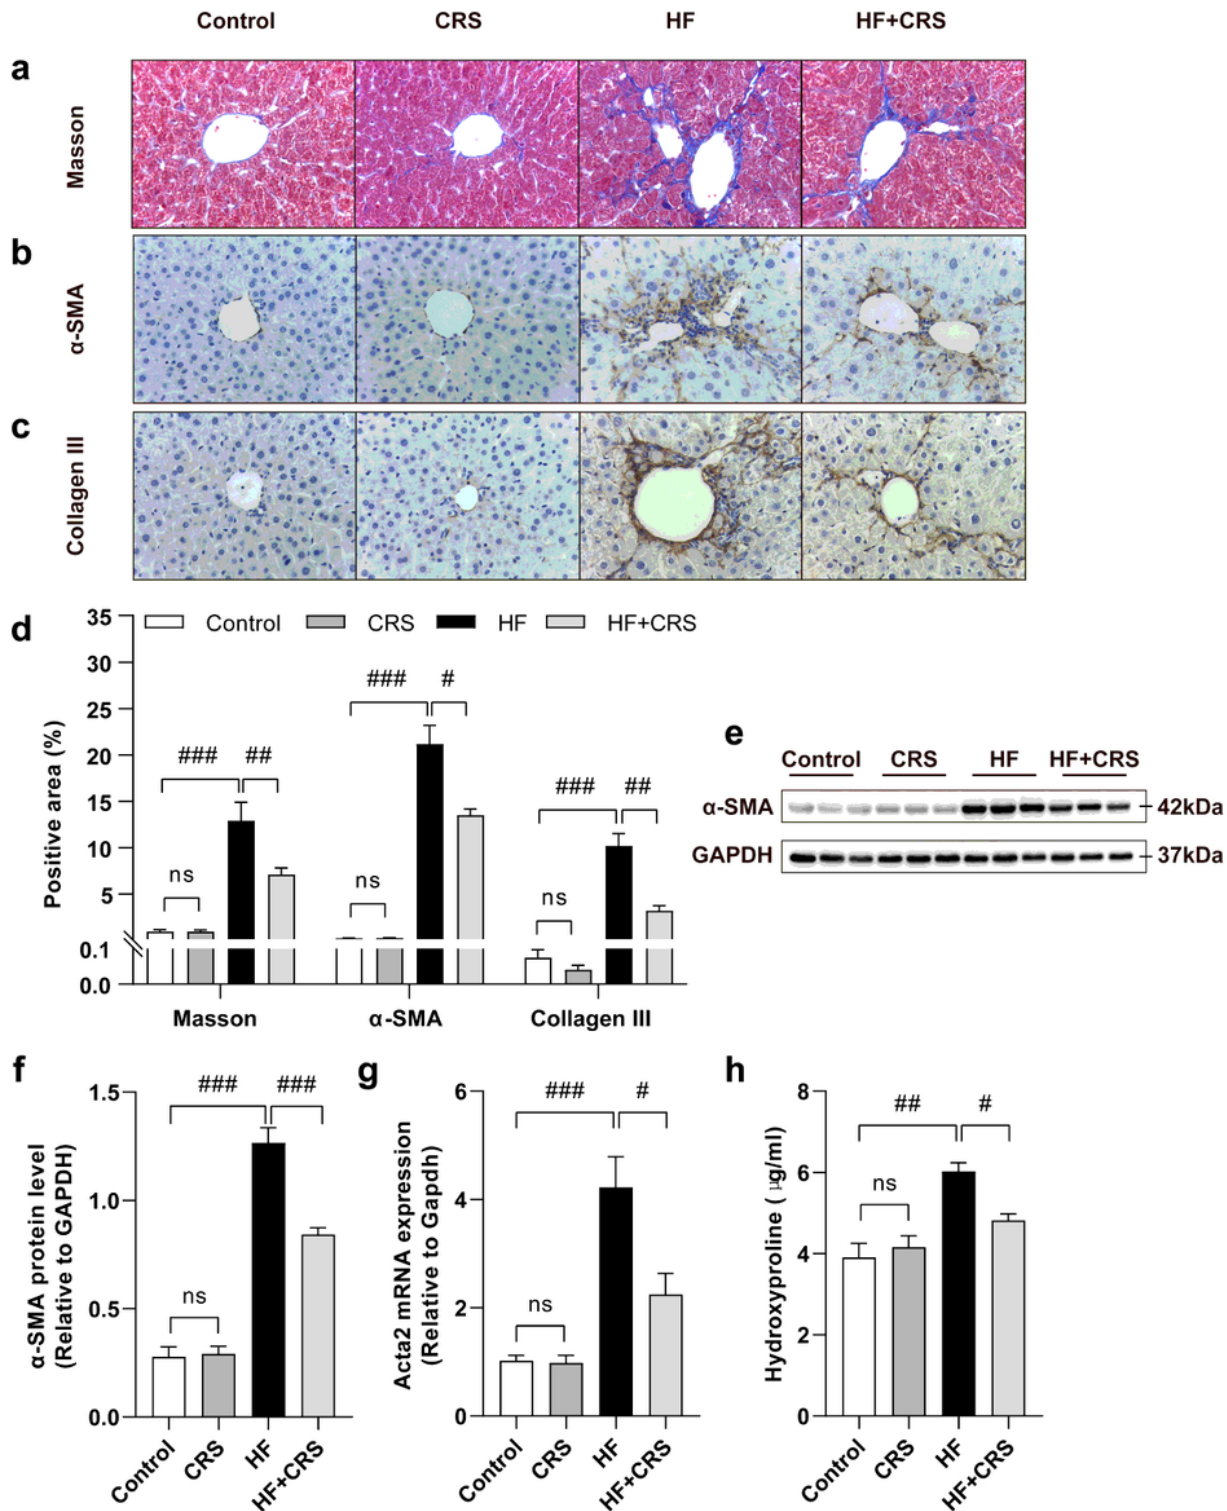 Control CRS HF HF+CRS
a
Masson
b
α-SMA
c
Collagen III
d
Control CRS HF HF+CRS
Positive area (%)
35
30
25
20
15
10
5
0.1
0.0
ns ### ##
ns ### #
ns ### ##
Masson α-SMA Collagen III
e
Control CRS HF HF+CRS
α-SMA 42kDa
GAPDH 37kDa
f
α-SMA protein level
(Relative to GAPDH)
1.5
1.0
0.5
0.0
### ###
ns
Control CRS HF HF+CRS
g
Acta2 mRNA expression
(Relative to Gapdh)
6
4
2
0
### #
ns
Control CRS HF HF+CRS
h
Hydroxyproline ( μg/ml)
8
6
4
2
0
## #
ns
Control CRS HF HF+CRS